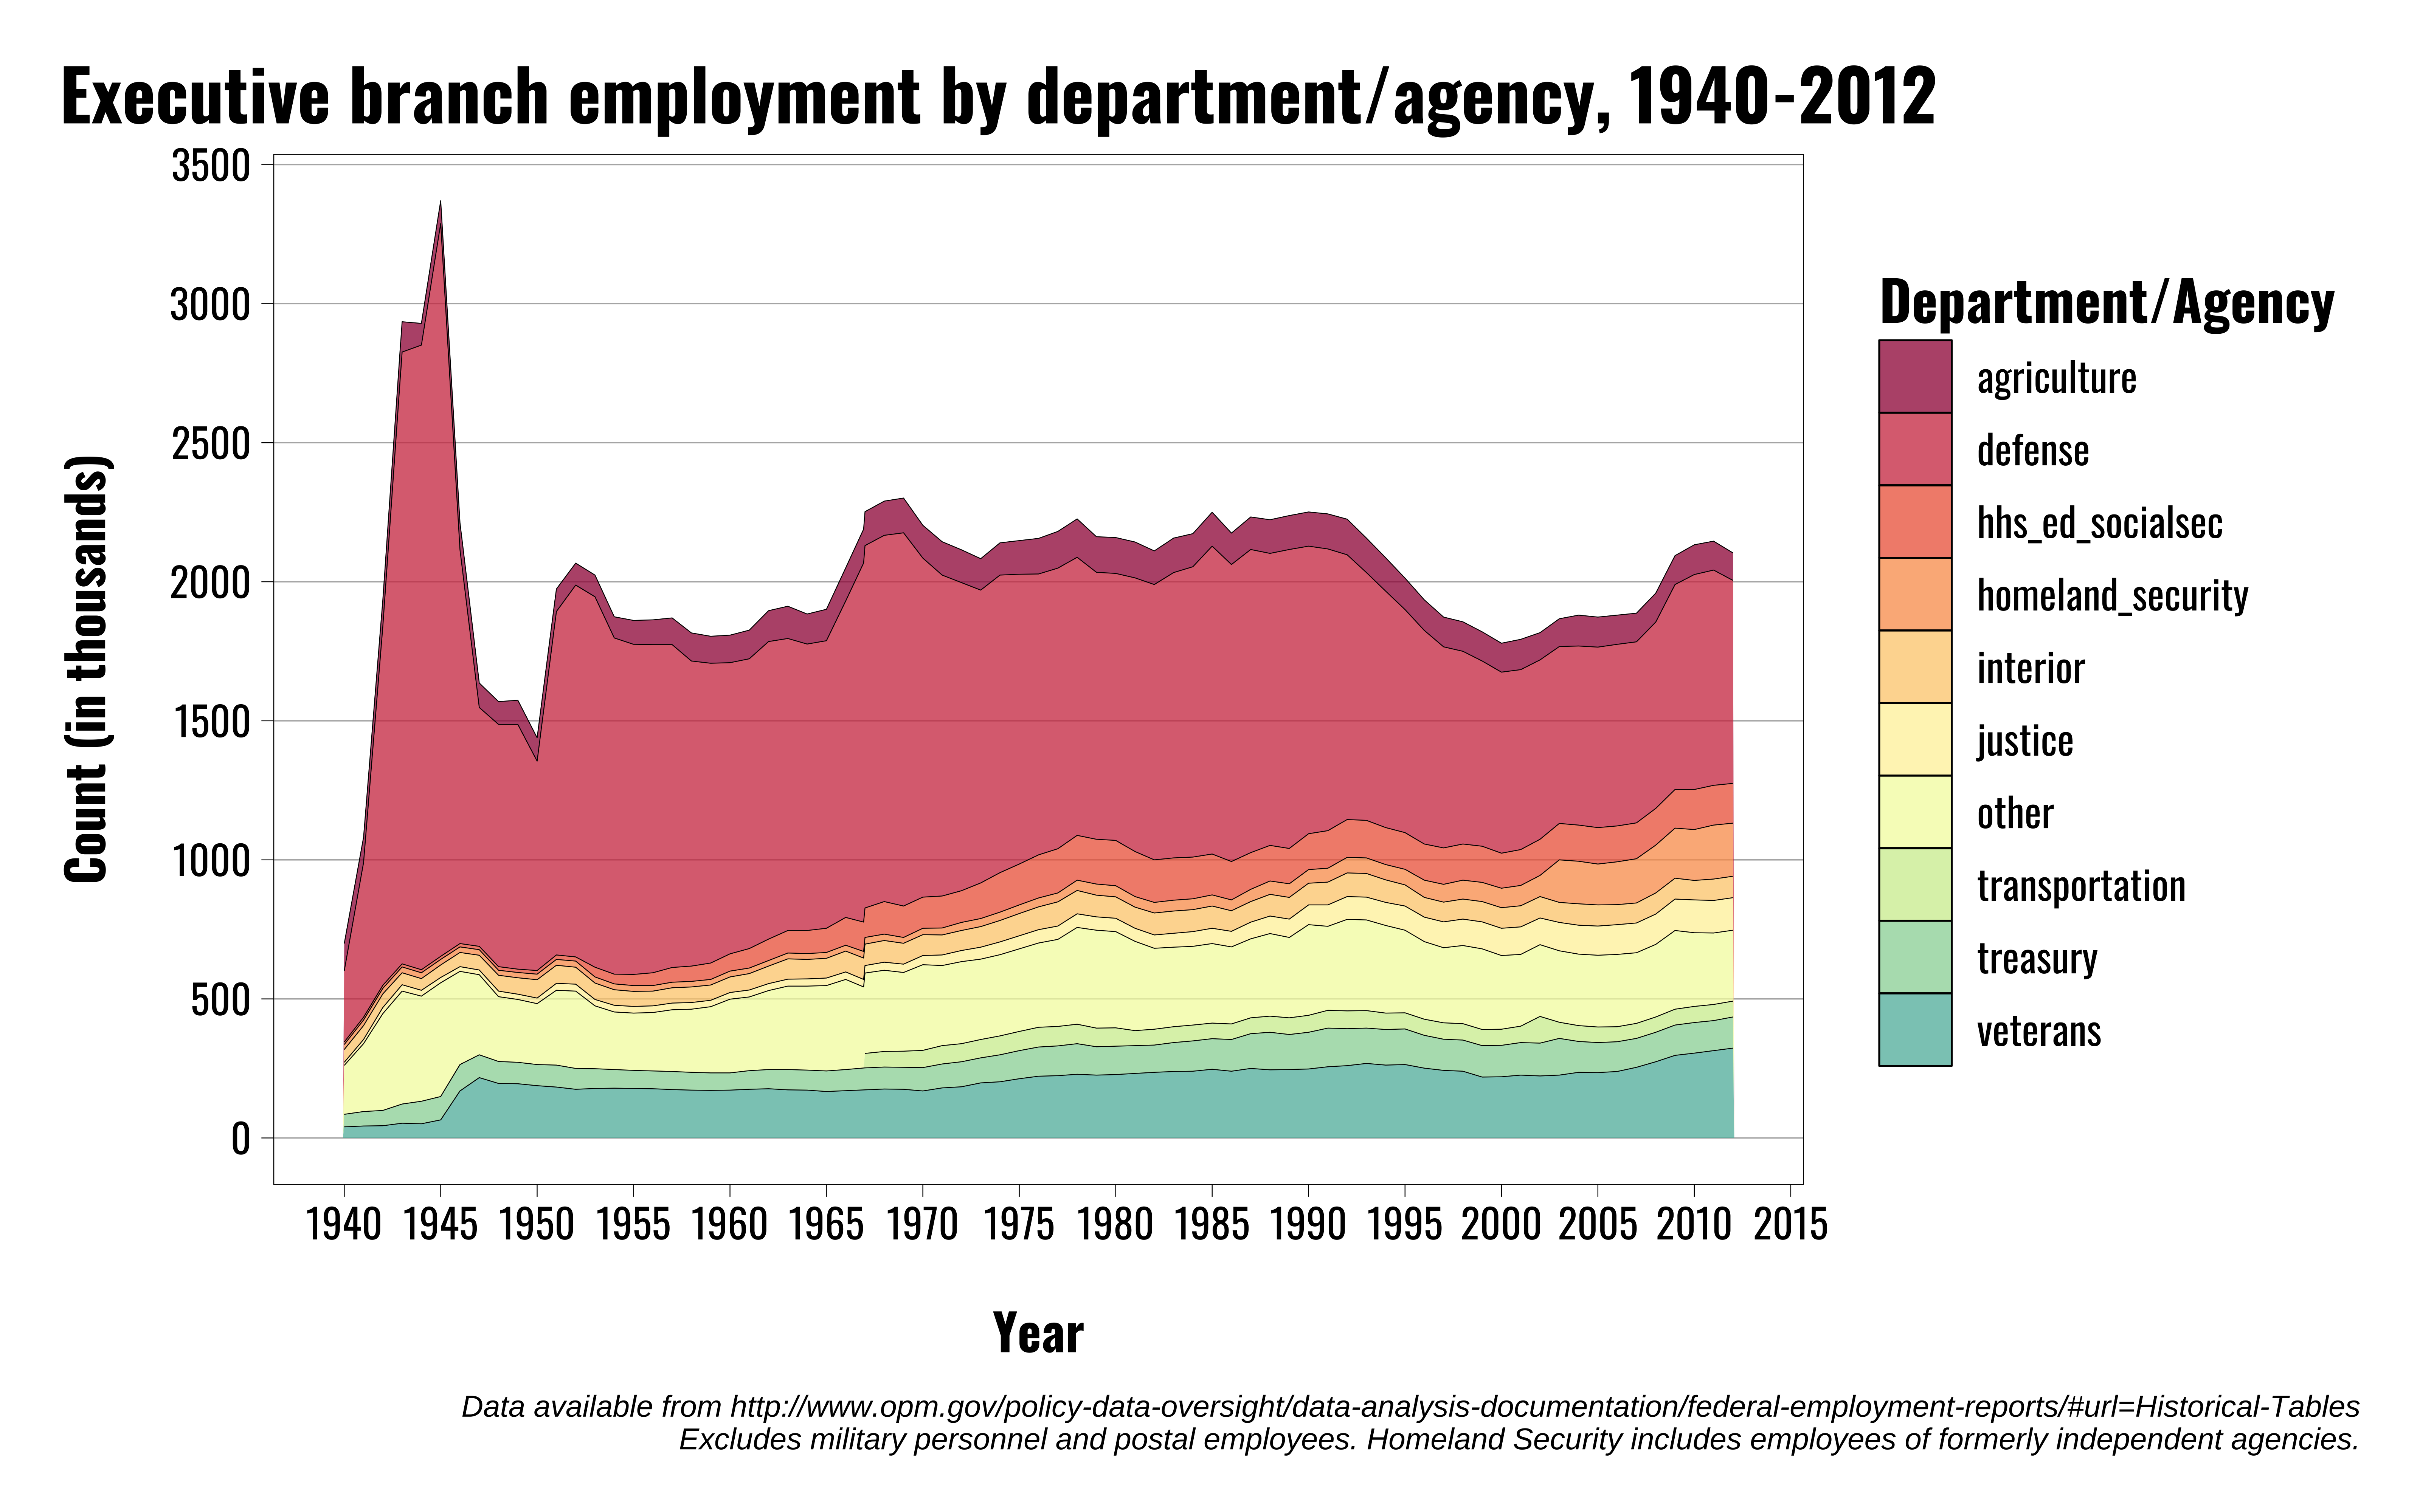 Executive branch employment by department/agency, 1940-2012
3500
3000
2500
2000
1500
1000
500
0
Count (in thousands)
1940 1945 1950 1955 1960 1965 1970 1975 1980 1985 1990 1995 2000 2005 2010 2015
Year
Department/Agency
agriculture
defense
hhs_ed_socialsec
homeland_security
interior
justice
other
transportation
treasury
veterans
Data available from http://www.opm.gov/policy-data-oversight/data-analysis-documentation/federal-employment-reports/#url=Historical-Tables
Excludes military personnel and postal employees. Homeland Security includes employees of formerly independent agencies.